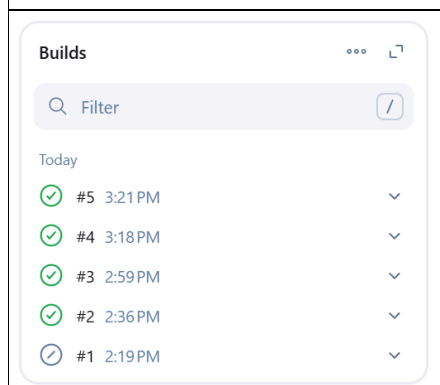 Builds
Filter /
Today
#5 3:21 PM
#4 3:18 PM
#3 2:59 PM
#2 2:36 PM
#1 2:19 PM